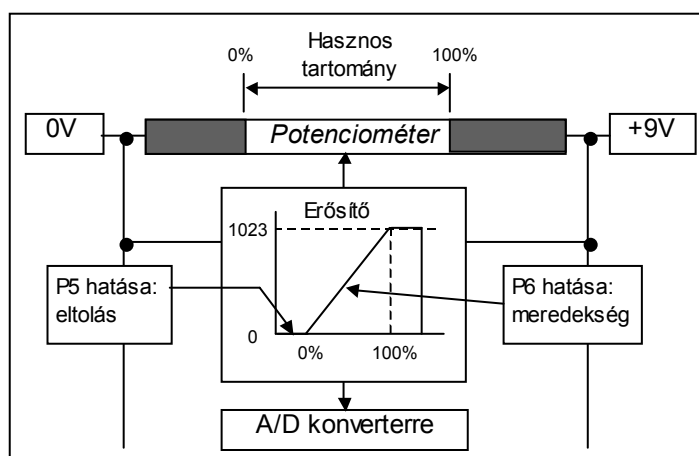 0%
Hasznos
tartomány
100%
0V
Potenciométer
+9V
Erősítő
1023
P5 hatása:
eltolás
P6 hatása:
meredekség
0
0%
100%
A/D konverterre